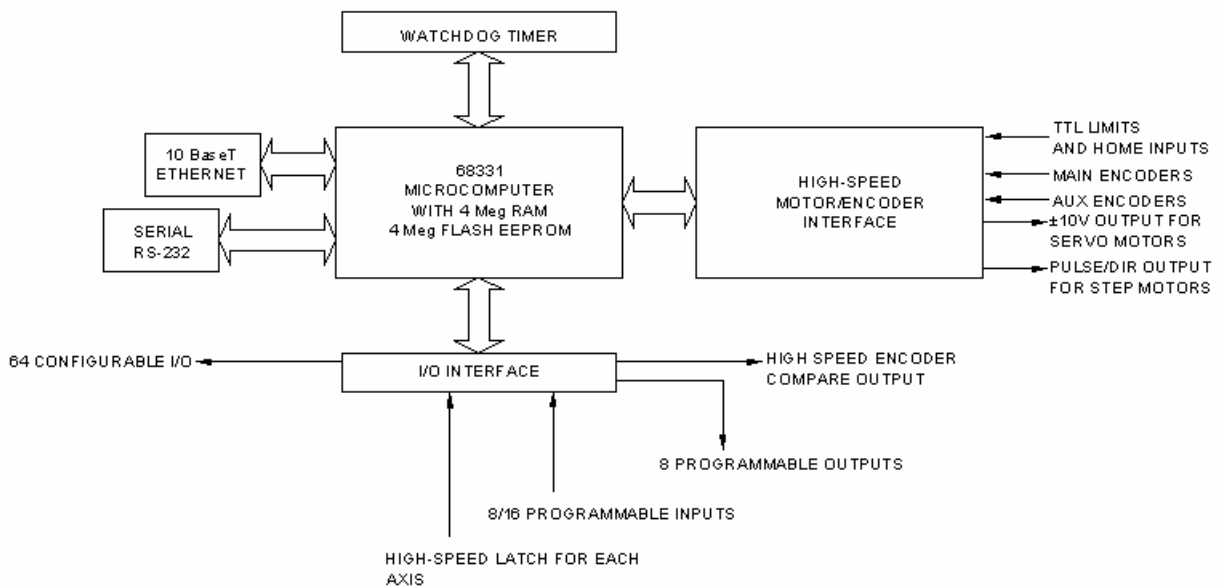 WATCHDOG TIMER
10 BaseT
ETHERNET
SERIAL
RS-232
68331
MICROCOMPUTER
WITH 4 Meg RAM
4 Meg FLASH EEPROM
HIGH-SPEED
MOTOR/ENCODER
INTERFACE
TTL LIMITS
AND HOME INPUTS
MAIN ENCODERS
AUX ENCODERS
±10V OUTPUT FOR
SERVO MOTORS
PULSE/DIR OUTPUT
FOR STEP MOTORS
64 CONFIGURABLE I/O
I/O INTERFACE
HIGH SPEED ENCODER
COMPARE OUTPUT
8 PROGRAMMABLE OUTPUTS
8/16 PROGRAMMABLE INPUTS
HIGH-SPEED LATCH FOR EACH
AXIS